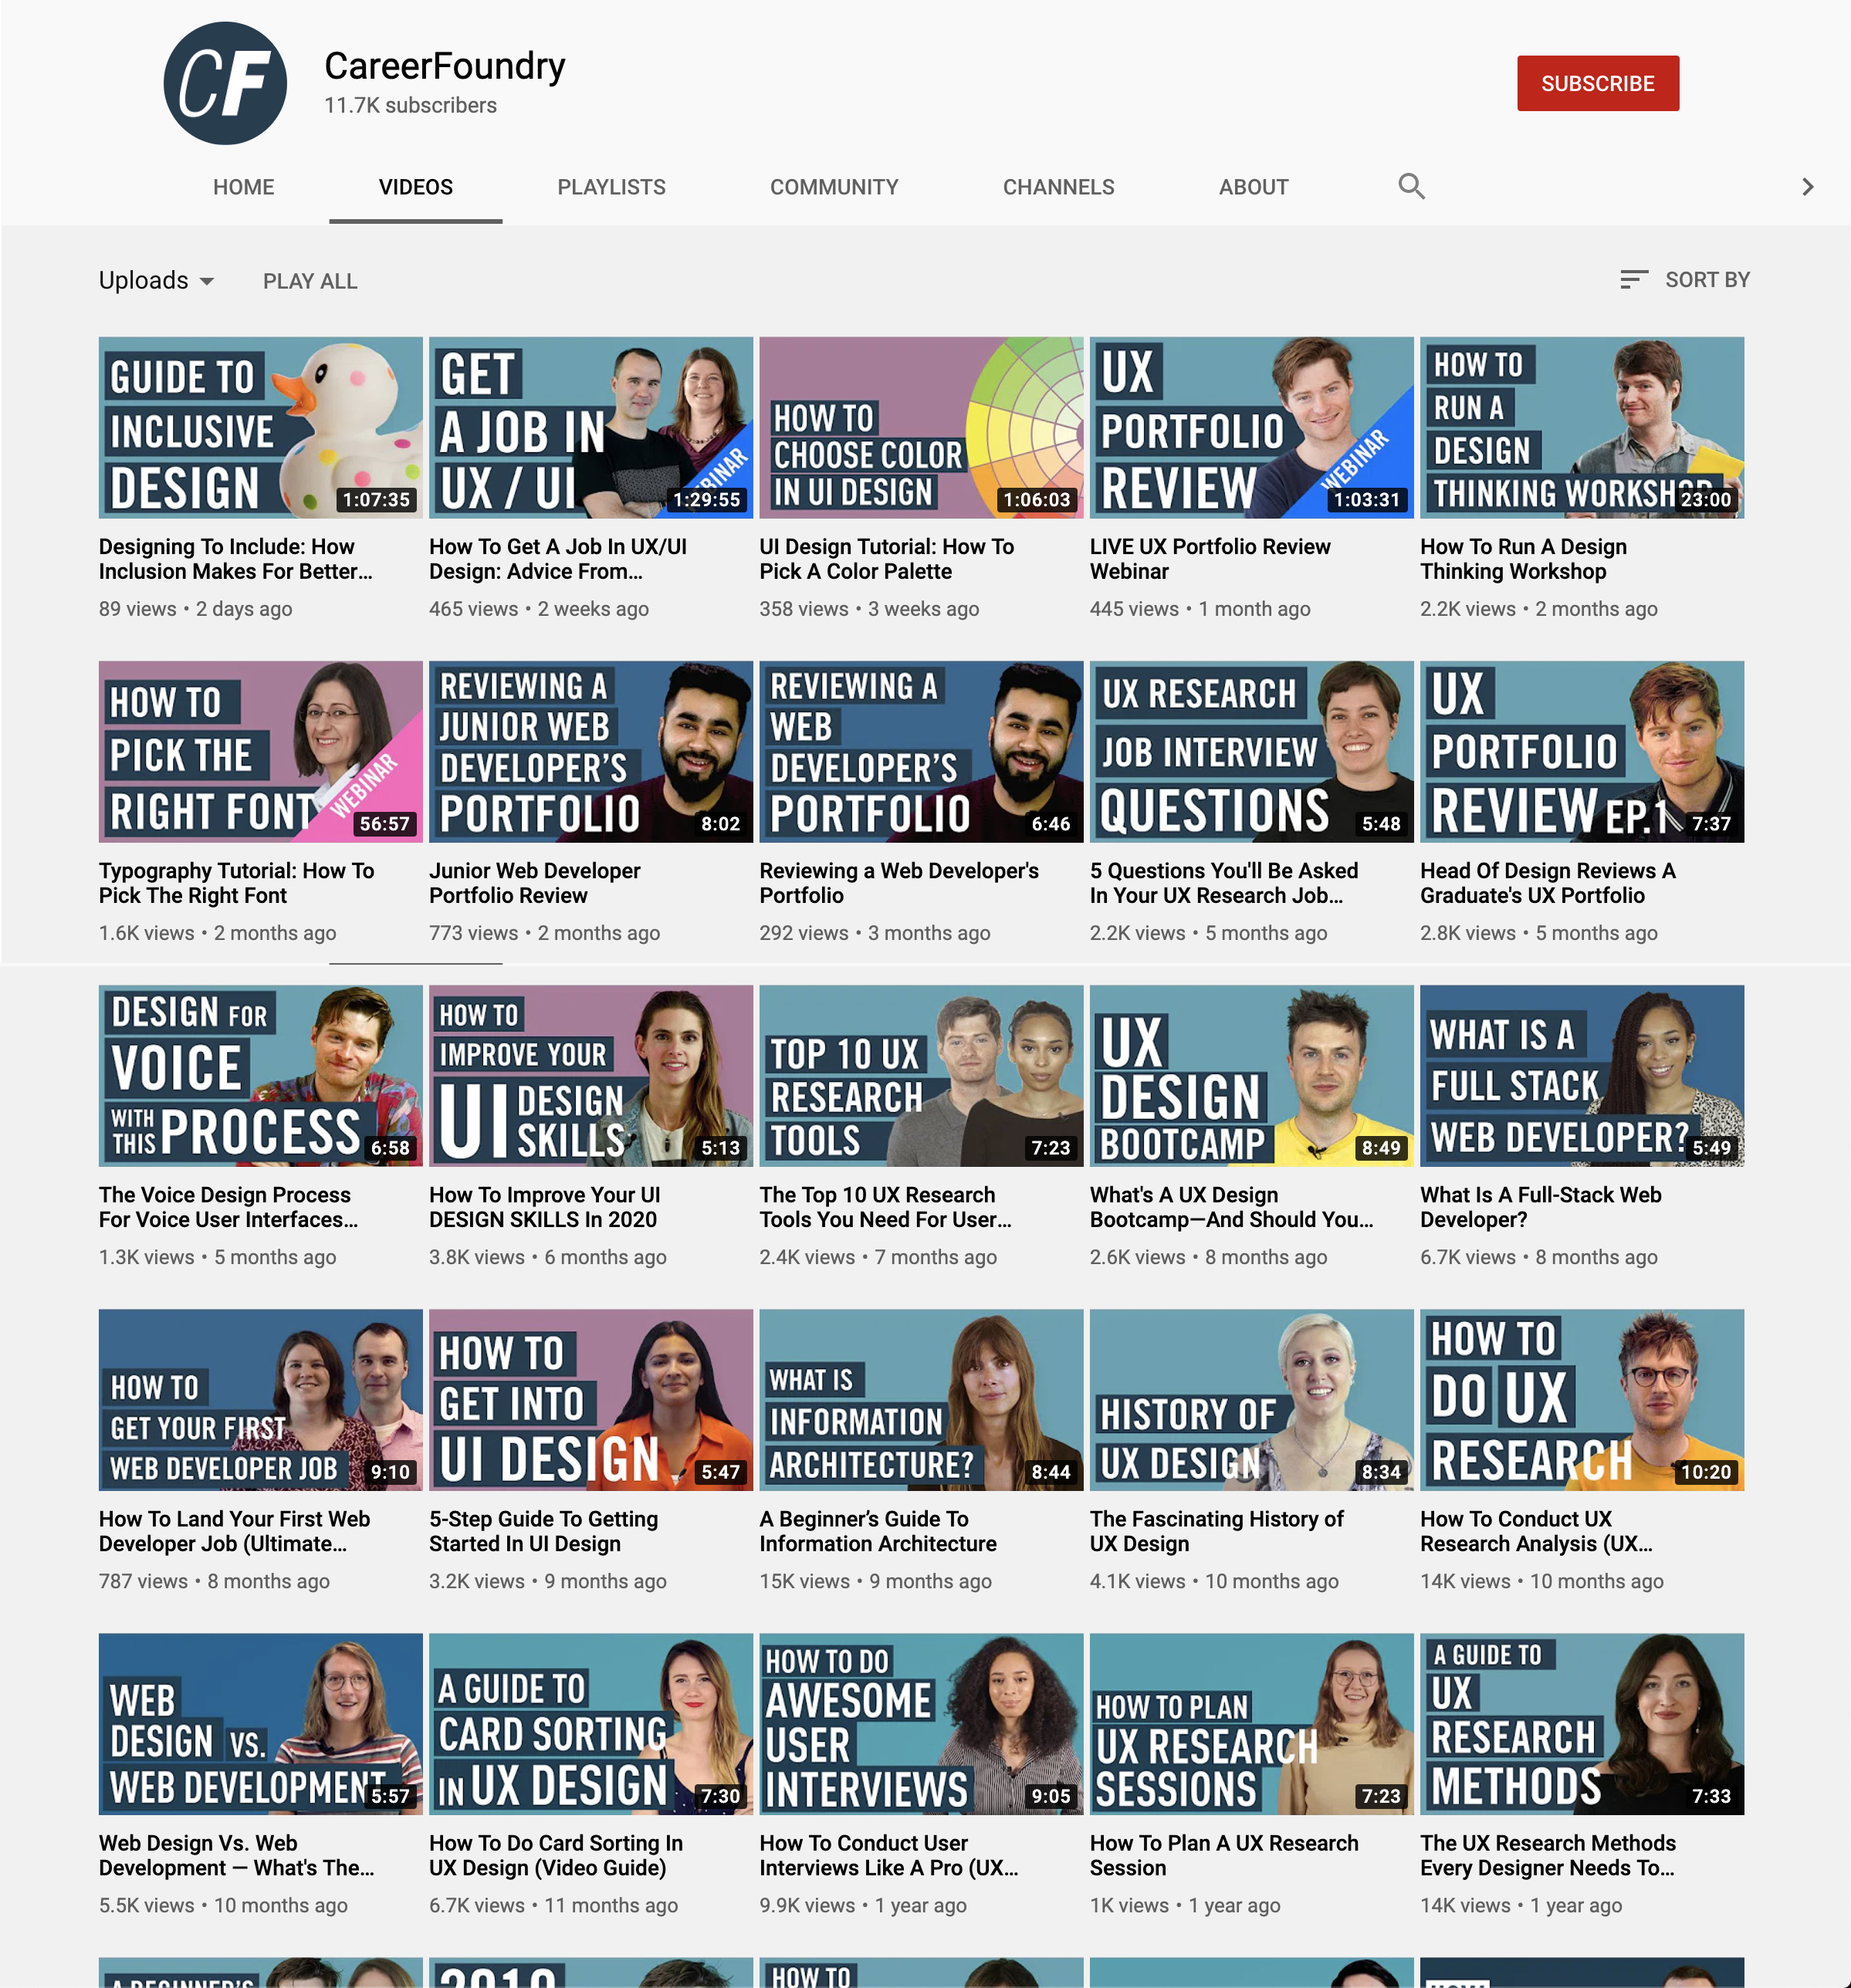 CF
CareerFoundry
11.7K subscribers
SUBSCRIBE
HOME VIDEOS PLAYLISTS COMMUNITY CHANNELS ABOUT
Uploads PLAY ALL SORT BY
GUIDE TO
INCLUSIVE
DESIGN
1:07:35
Designing To Include: How
Inclusion Makes For Better...
89 views • 2 days ago
GET
A JOB IN
UX / UI
1:29:55
How To Get A Job In UX/UI
Design: Advice From...
465 views • 2 weeks ago
HOW TO
CHOOSE COLOR
IN UI DESIGN
1:06:03
UI Design Tutorial: How To
Pick A Color Palette
358 views • 3 weeks ago
UX
PORTFOLIO
REVIEW
WEBINAR
1:03:31
LIVE UX Portfolio Review
Webinar
445 views • 1 month ago
HOW TO
RUN A
DESIGN
THINKING WORKSHOP
23:00
How To Run A Design
Thinking Workshop
2.2K views • 2 months ago
HOW TO
PICK THE
RIGHT FONT
WEBINAR
56:57
Typography Tutorial: How To
Pick The Right Font
1.6K views • 2 months ago
REVIEWING A
JUNIOR WEB
DEVELOPER'S
PORTFOLIO
8:02
Junior Web Developer
Portfolio Review
773 views • 2 months ago
REVIEWING A
WEB
DEVELOPER'S
PORTFOLIO
6:46
Reviewing a Web Developer's
Portfolio
292 views • 3 months ago
UX RESEARCH
JOB INTERVIEW
QUESTIONS
5:48
5 Questions You'll Be Asked
In Your UX Research Job...
2.2K views • 5 months ago
UX
PORTFOLIO
REVIEW EP.1
7:37
Head Of Design Reviews A
Graduate's UX Portfolio
2.8K views • 5 months ago
DESIGN FOR
VOICE
WITH THIS PROCESS
6:58
The Voice Design Process
For Voice User Interfaces...
1.3K views • 5 months ago
HOW TO
IMPROVE YOUR
UI DESIGN SKILLS
5:13
How To Improve Your UI
DESIGN SKILLS In 2020
3.8K views • 6 months ago
TOP 10 UX
RESEARCH
TOOLS
7:23
The Top 10 UX Research
Tools You Need For User...
2.4K views • 7 months ago
UX
DESIGN
BOOTCAMP
8:49
What's A UX Design
Bootcamp—And Should You...
2.6K views • 8 months ago
WHAT IS A
FULL STACK
WEB DEVELOPER?
5:49
What Is A Full-Stack Web
Developer?
6.7K views • 8 months ago
HOW TO
GET YOUR FIRST
WEB DEVELOPER JOB
9:10
How To Land Your First Web
Developer Job (Ultimate...
787 views • 8 months ago
HOW TO
GET INTO
UI DESIGN
5:47
5-Step Guide To Getting
Started In UI Design
3.2K views • 9 months ago
WHAT IS
INFORMATION
ARCHITECTURE?
8:44
A Beginner's Guide To
Information Architecture
15K views • 9 months ago
HISTORY OF
UX DESIGN
8:34
The Fascinating History of
UX Design
4.1K views • 10 months ago
HOW TO
DO UX
RESEARCH
10:20
How To Conduct UX
Research Analysis (UX...
14K views • 10 months ago
WEB
DESIGN VS.
WEB DEVELOPMENT
5:57
Web Design Vs. Web
Development — What's The...
5.5K views • 10 months ago
A GUIDE TO
CARD SORTING
IN UX DESIGN
7:30
How To Do Card Sorting In
UX Design (Video Guide)
6.7K views • 11 months ago
HOW TO DO
AWESOME
USER
INTERVIEWS
9:05
How To Conduct User
Interviews Like A Pro (UX...
9.9K views • 1 year ago
HOW TO PLAN
UX RESEARCH
SESSIONS
7:23
How To Plan A UX Research
Session
1K views • 1 year ago
A GUIDE TO
UX
RESEARCH
METHODS
7:33
The UX Research Methods
Every Designer Needs To...
14K views • 1 year ago
A BEGINNER'S
2019
HOW TO